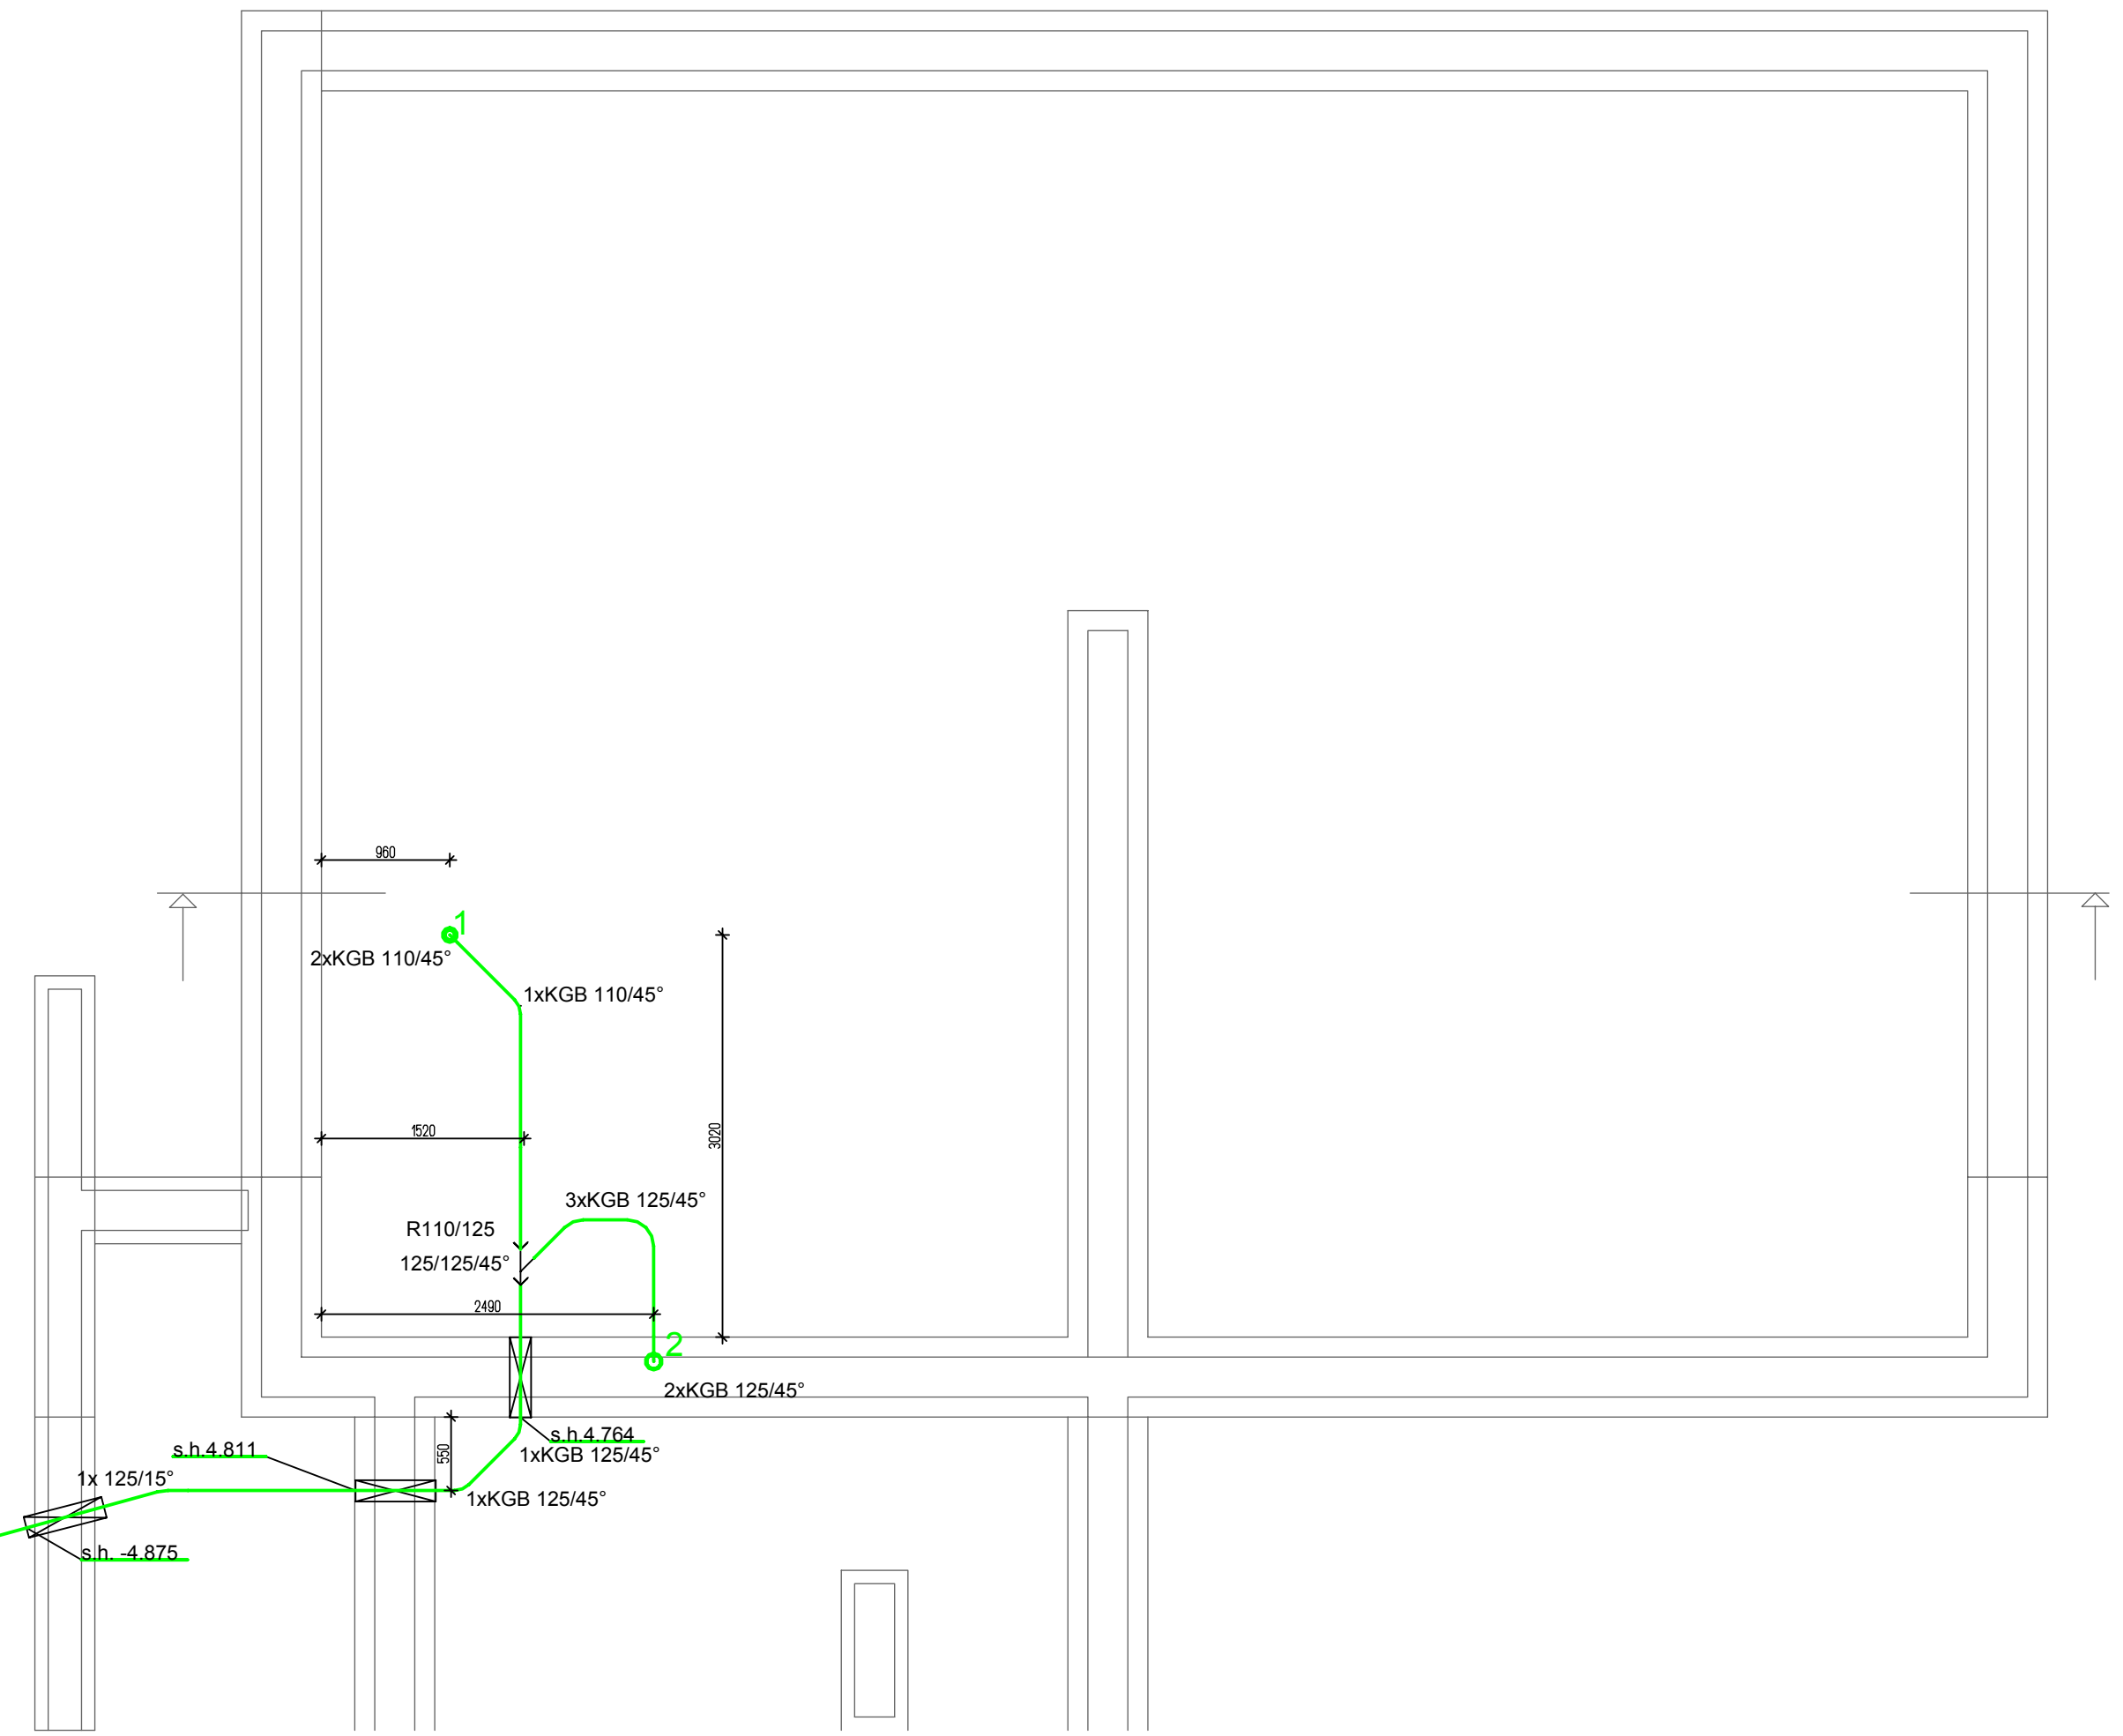 960
1
2xKGB 110/45°
1xKGB 110/45°
1520
3020
3xKGB 125/45°
R110/125
125/125/45°
2490
2
2xKGB 125/45°
s.h.4.764
1xKGB 125/45°
550
s.h.4.811
1x 125/15°
1xKGB 125/45°
s.h. -4.875